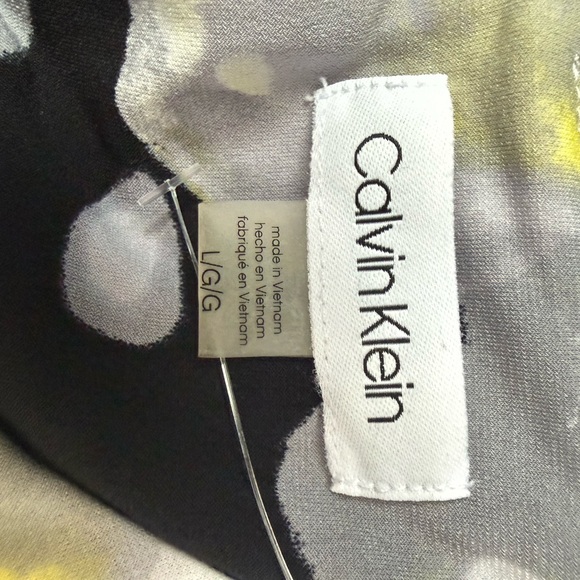 Calvin Klein
made in Vietnam
hecho en Vietnam
fabriqué en Vietnam
L/G/G